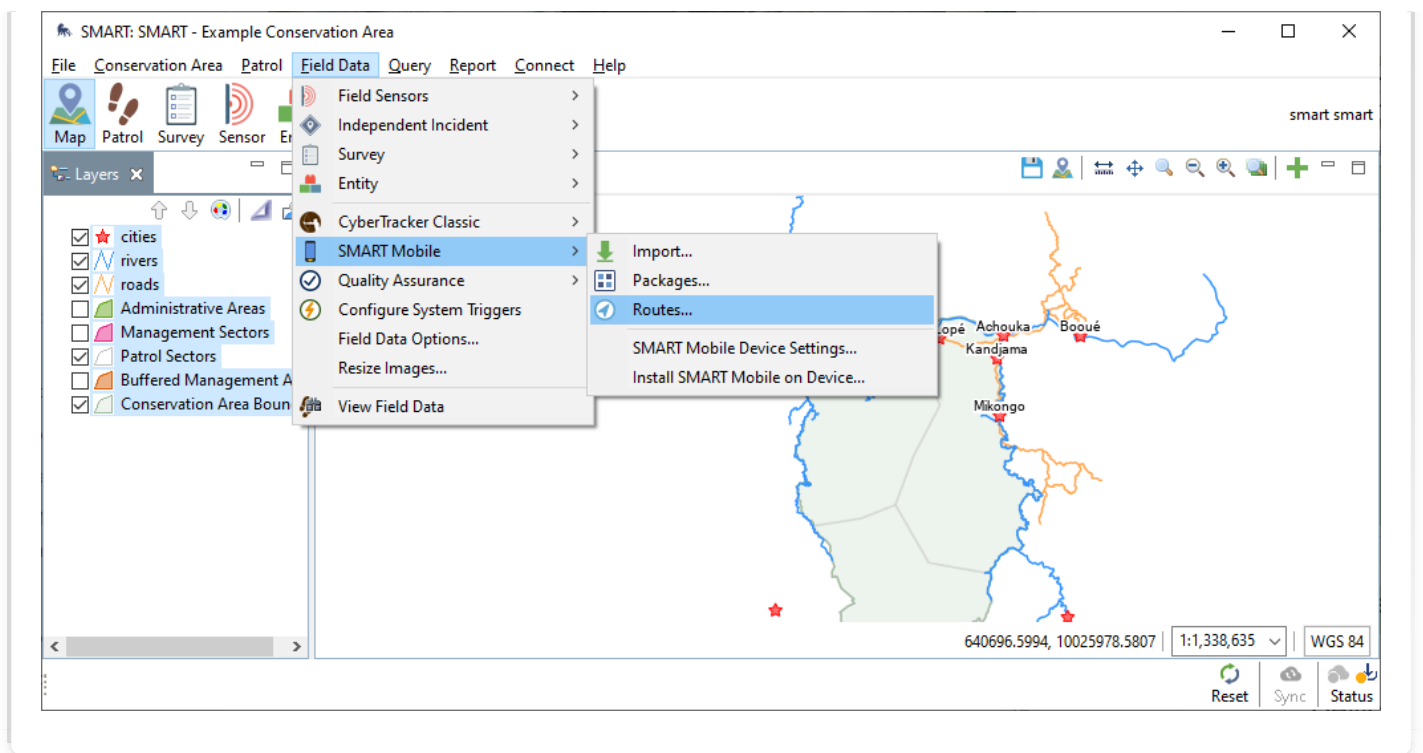 SMART: SMART - Example Conservation Area
File Conservation Area Patrol Field Data Query Report Connect Help
Map Patrol Survey Sensor
smart smart
Layers
cities
rivers
roads
Administrative Areas
Management Sectors
Patrol Sectors
Buffered Management A
Conservation Area Boun
Field Sensors
Independent Incident
Survey
Entity
CyberTracker Classic
SMART Mobile
Quality Assurance
Configure System Triggers
Field Data Options...
Resize Images...
View Field Data
Import...
Packages...
Routes...
SMART Mobile Device Settings...
Install SMART Mobile on Device...
opé Achouka Booué
Kandjama
Mikongo
640696.5994, 10025978.5807 1:1,338,635 WGS 84
Reset Sync Status